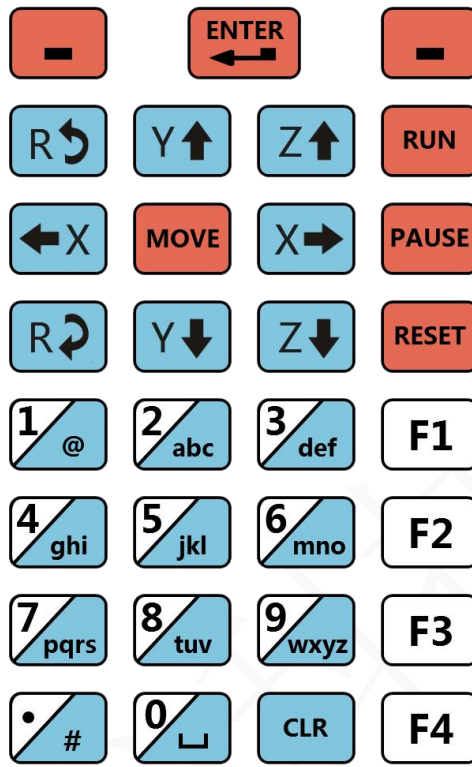 ENTER
R Y Z RUN
X MOVE X PAUSE
R Y Z RESET
1 @ 2 abc 3 def F1
4 ghi 5 jkl 6 mno F2
7 pqrs 8 tuv 9 wxyz F3
• # 0 CLR F4